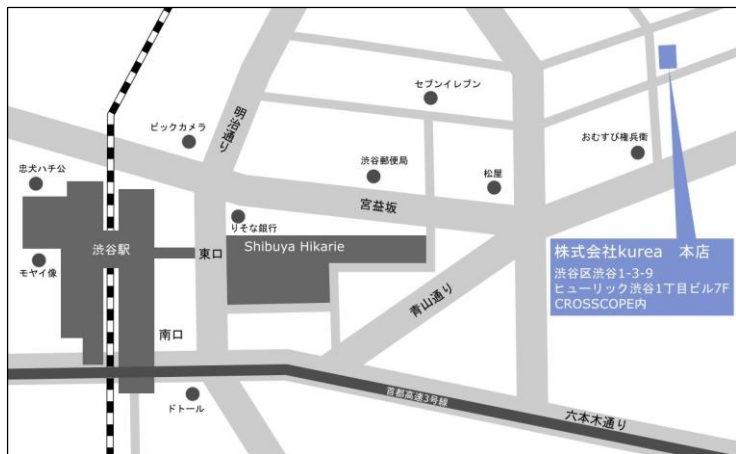 セブンイレブン
明治通り
ビックカメラ
おむすび権兵衛
忠犬ハチ公
渋谷郵便局
松屋
宮益坂
りそな銀行
渋谷駅
東口
Shibuya Hikarie
モヤイ像
株式会社kurea 本店
渋谷区渋谷1-3-9
ヒューリック渋谷1丁目ビル7F
CROSSCOPE内
青山通り
南口
首都高速3号線
ドトール
六本木通り